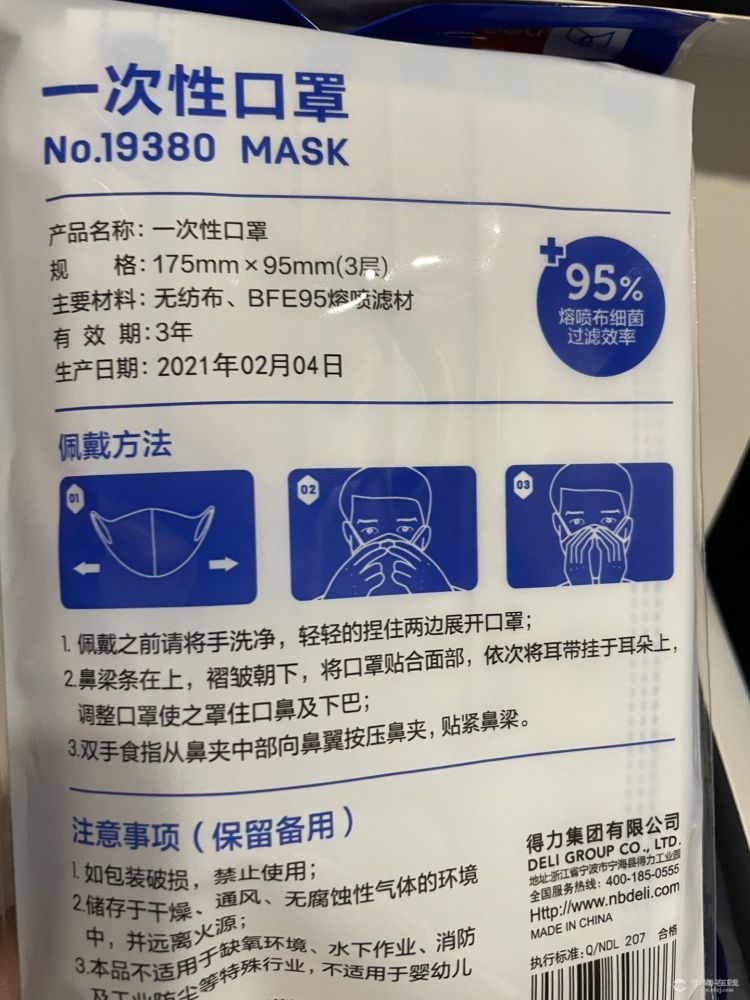 一次性口罩
No.19380 MASK
产品名称：一次性口罩
规 格：175mm×95mm(3层)
主要材料：无纺布、BFE95熔喷滤材
有 效 期：3年
生产日期：2021年02月04日
95%
熔喷布细菌
过滤效率
佩戴方法
01
02
03
1. 佩戴之前请将手洗净，轻轻的捏住两边展开口罩；
2.鼻梁条在上，褶皱朝下，将口罩贴合面部，依次将耳带挂于耳朵上，
调整口罩使之罩住口鼻及下巴；
3.双手食指从鼻夹中部向鼻翼按压鼻夹，贴紧鼻梁。
注意事项（保留备用）
1.如包装破损，禁止使用；
2.储存于干燥、通风、无腐蚀性气体的环境
中，并远离火源；
3.本品不适用于缺氧环境、水下作业、消防
及工业防尘等特殊行业，不适用于婴幼儿
得力集团有限公司
DELI GROUP CO., LTD.
地址:浙江省宁波市宁海县得力工业园
全国服务热线：400-185-0555
Http://www.nbdeli.com
MADE IN CHINA
执行标准：Q/NDL 207 合格
宁海在线